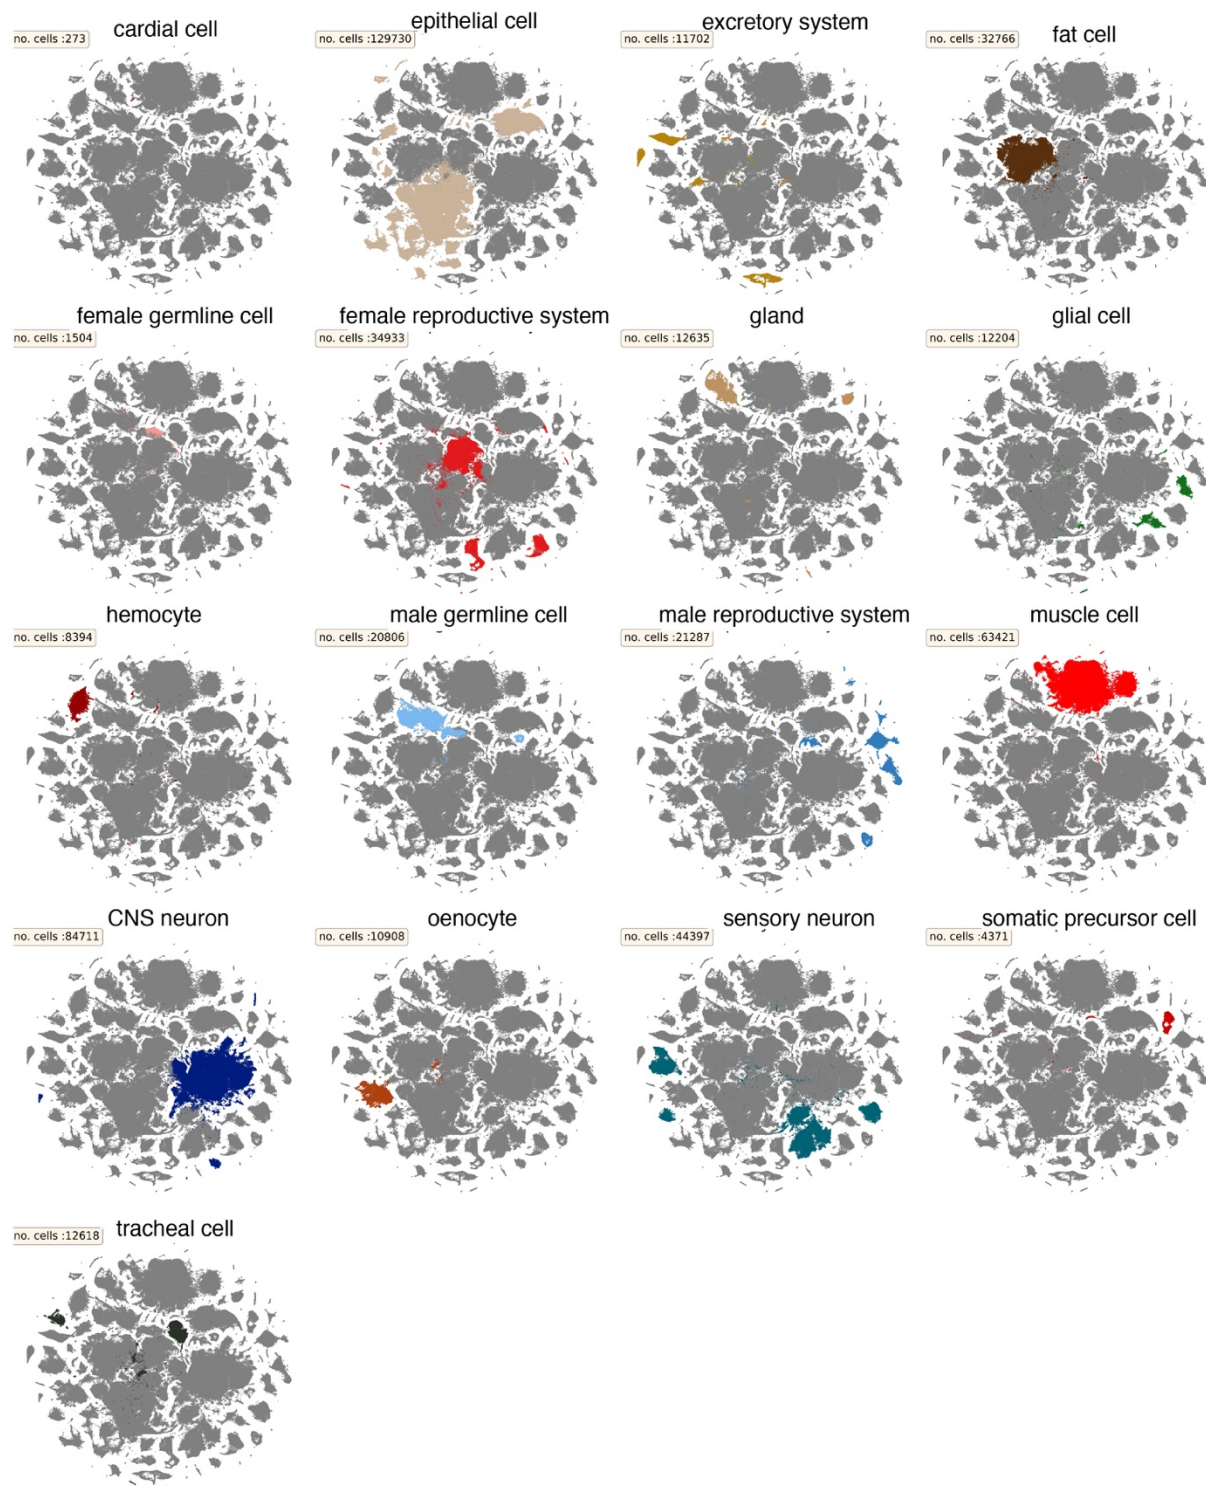 cardial cell
no. cells :273
epithelial cell
no. cells :129730
excretory system
no. cells :11702
fat cell
no. cells :32766
female germline cell
no. cells :1504
female reproductive system
no. cells :34933
gland
no. cells :12635
glial cell
no. cells :12204
hemocyte
no. cells :8394
male germline cell
no. cells :20806
male reproductive system
no. cells :21287
muscle cell
no. cells :63421
CNS neuron
no. cells :84711
oenocyte
no. cells :10908
sensory neuron
no. cells :44397
somatic precursor cell
no. cells :4371
tracheal cell
no. cells :12618